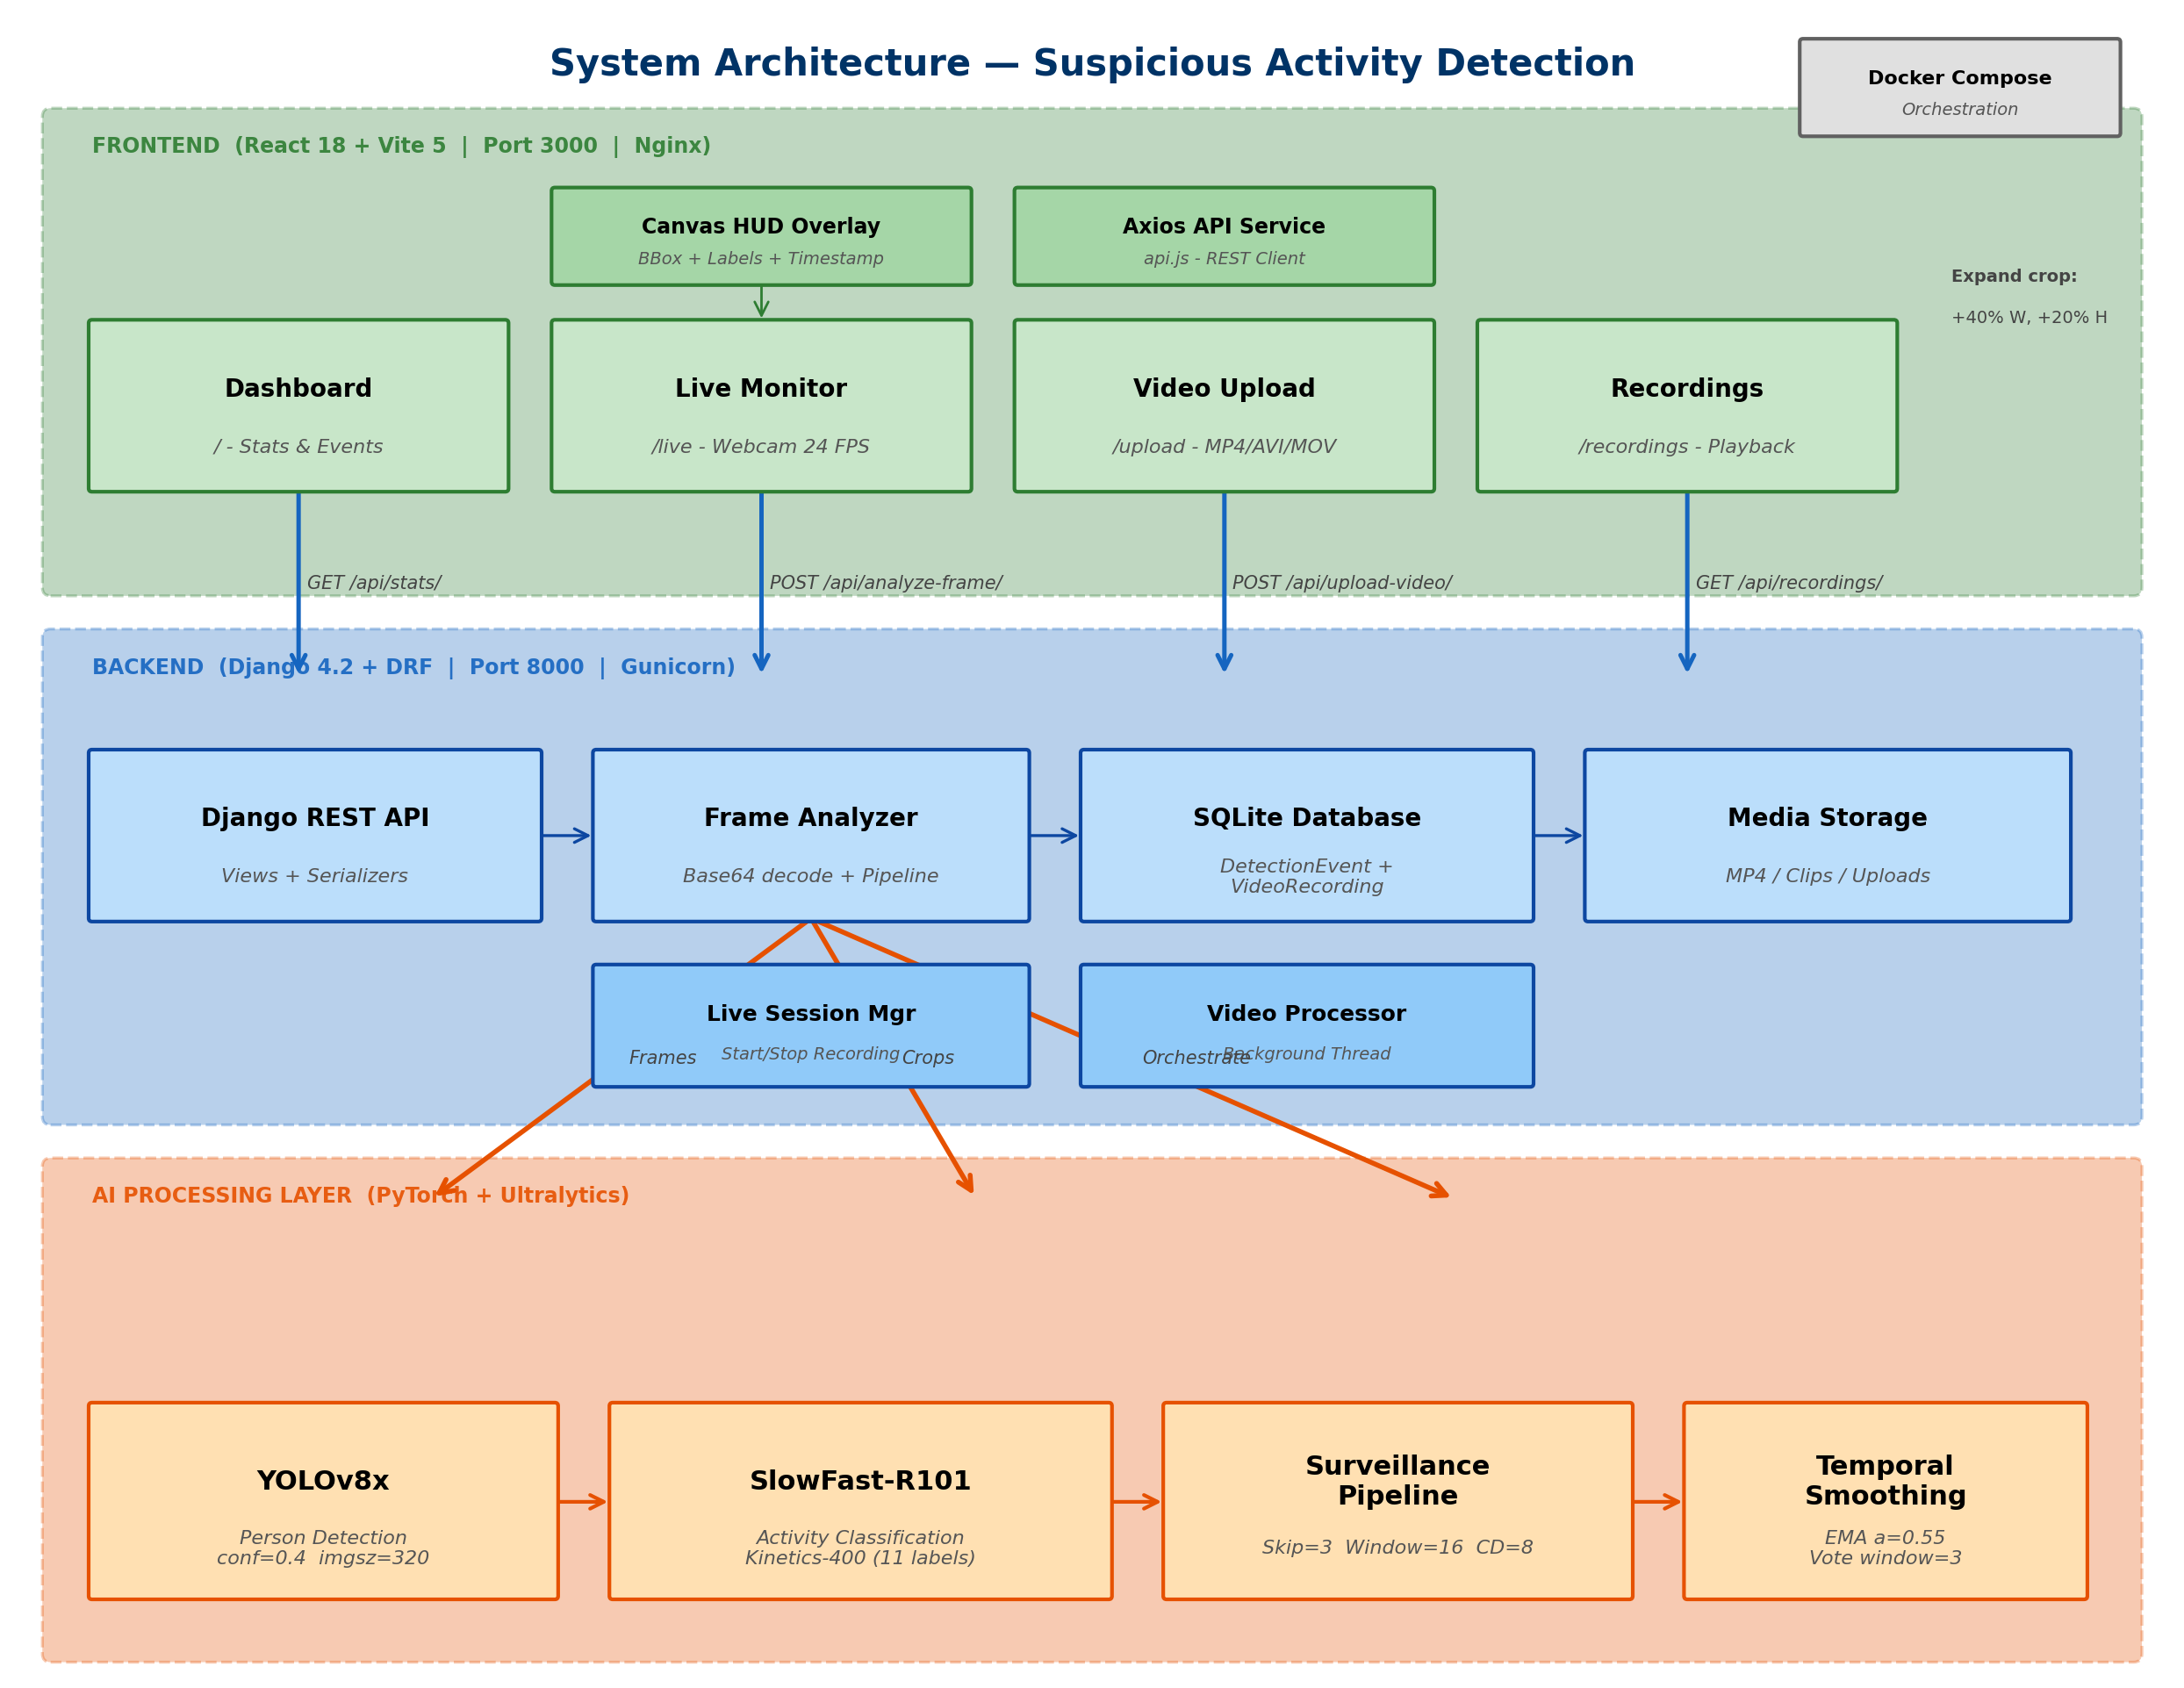 System Architecture — Suspicious Activity Detection
Docker Compose
Orchestration
FRONTEND  (React 18 + Vite 5  |  Port 3000  |  Nginx)
Canvas HUD Overlay
BBox + Labels + Timestamp
Axios API Service
api.js - REST Client
Expand crop:
+40% W, +20% H
Dashboard
/ - Stats & Events
Live Monitor
/live - Webcam 24 FPS
Video Upload
/upload - MP4/AVI/MOV
Recordings
/recordings - Playback
GET /api/stats/
POST /api/analyze-frame/
POST /api/upload-video/
GET /api/recordings/
BACKEND  (Django 4.2 + DRF  |  Port 8000  |  Gunicorn)
Django REST API
Views + Serializers
Frame Analyzer
Base64 decode + Pipeline
SQLite Database
DetectionEvent +
VideoRecording
Media Storage
MP4 / Clips / Uploads
Live Session Mgr
Start/Stop Recording
Frames
Crops
Video Processor
Background Thread
Orchestrate
AI PROCESSING LAYER  (PyTorch + Ultralytics)
YOLOv8x
Person Detection
conf=0.4  imgsz=320
SlowFast-R101
Activity Classification
Kinetics-400 (11 labels)
Surveillance
Pipeline
Skip=3  Window=16  CD=8
Temporal
Smoothing
EMA a=0.55
Vote window=3